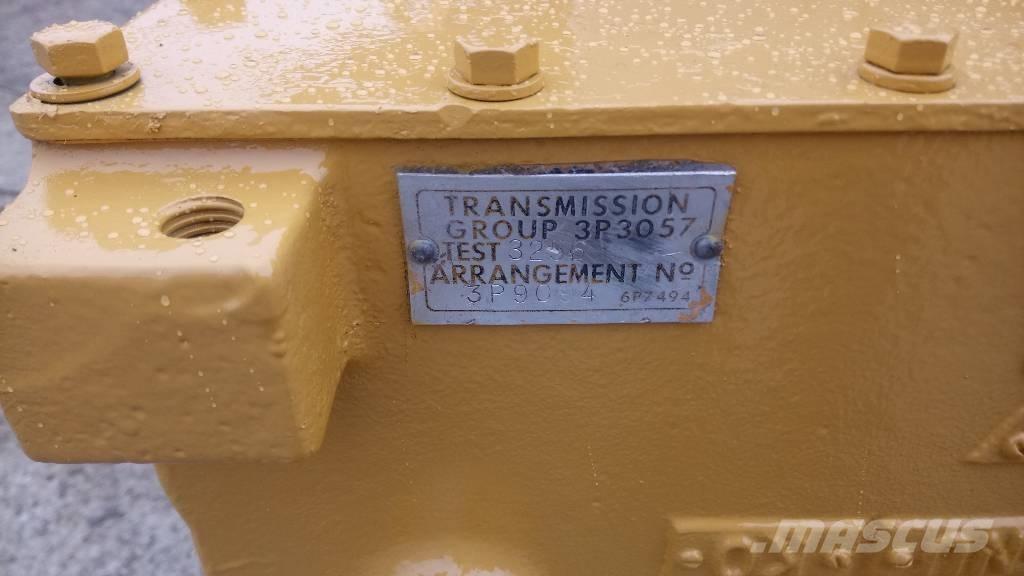 TRANSMISSION
GROUP 3P3057
TEST
ARRANGEMENT Nº
6P7494
mascus